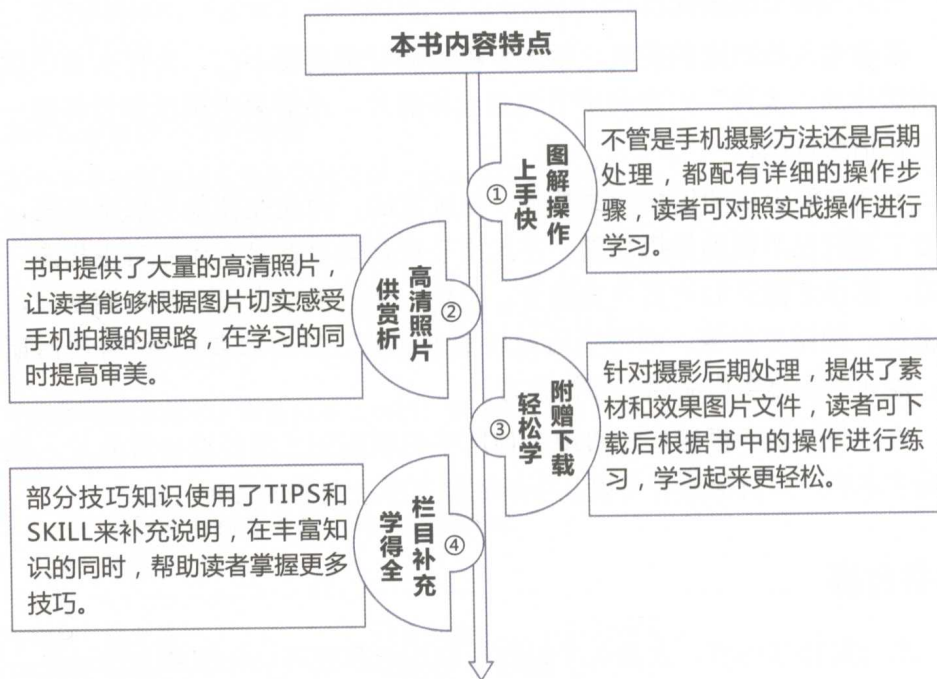 本书内容特点
①
图解操作
上手快
不管是手机摄影方法还是后期
处理，都配有详细的操作步
骤，读者可对照实战操作进行
学习。
②
高清照片
供赏析
书中提供了大量的高清照片，
让读者能够根据图片切实感受
手机拍摄的思路，在学习的同
时提高审美。
③
附赠下载
轻松学
针对摄影后期处理，提供了素
材和效果图片文件，读者可下
载后根据书中的操作进行练
习，学习起来更轻松。
④
栏目补充
学得全
部分技巧知识使用了TIPS和
SKILL来补充说明，在丰富知
识的同时，帮助读者掌握更多
技巧。